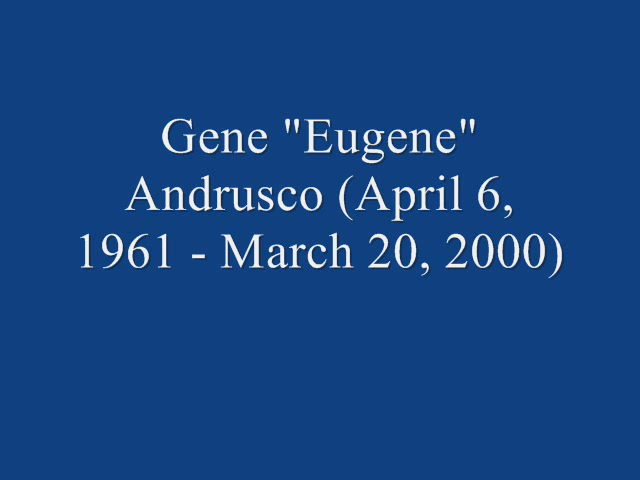 Gene "Eugene"
Andrusco (April 6,
1961 - March 20, 2000)